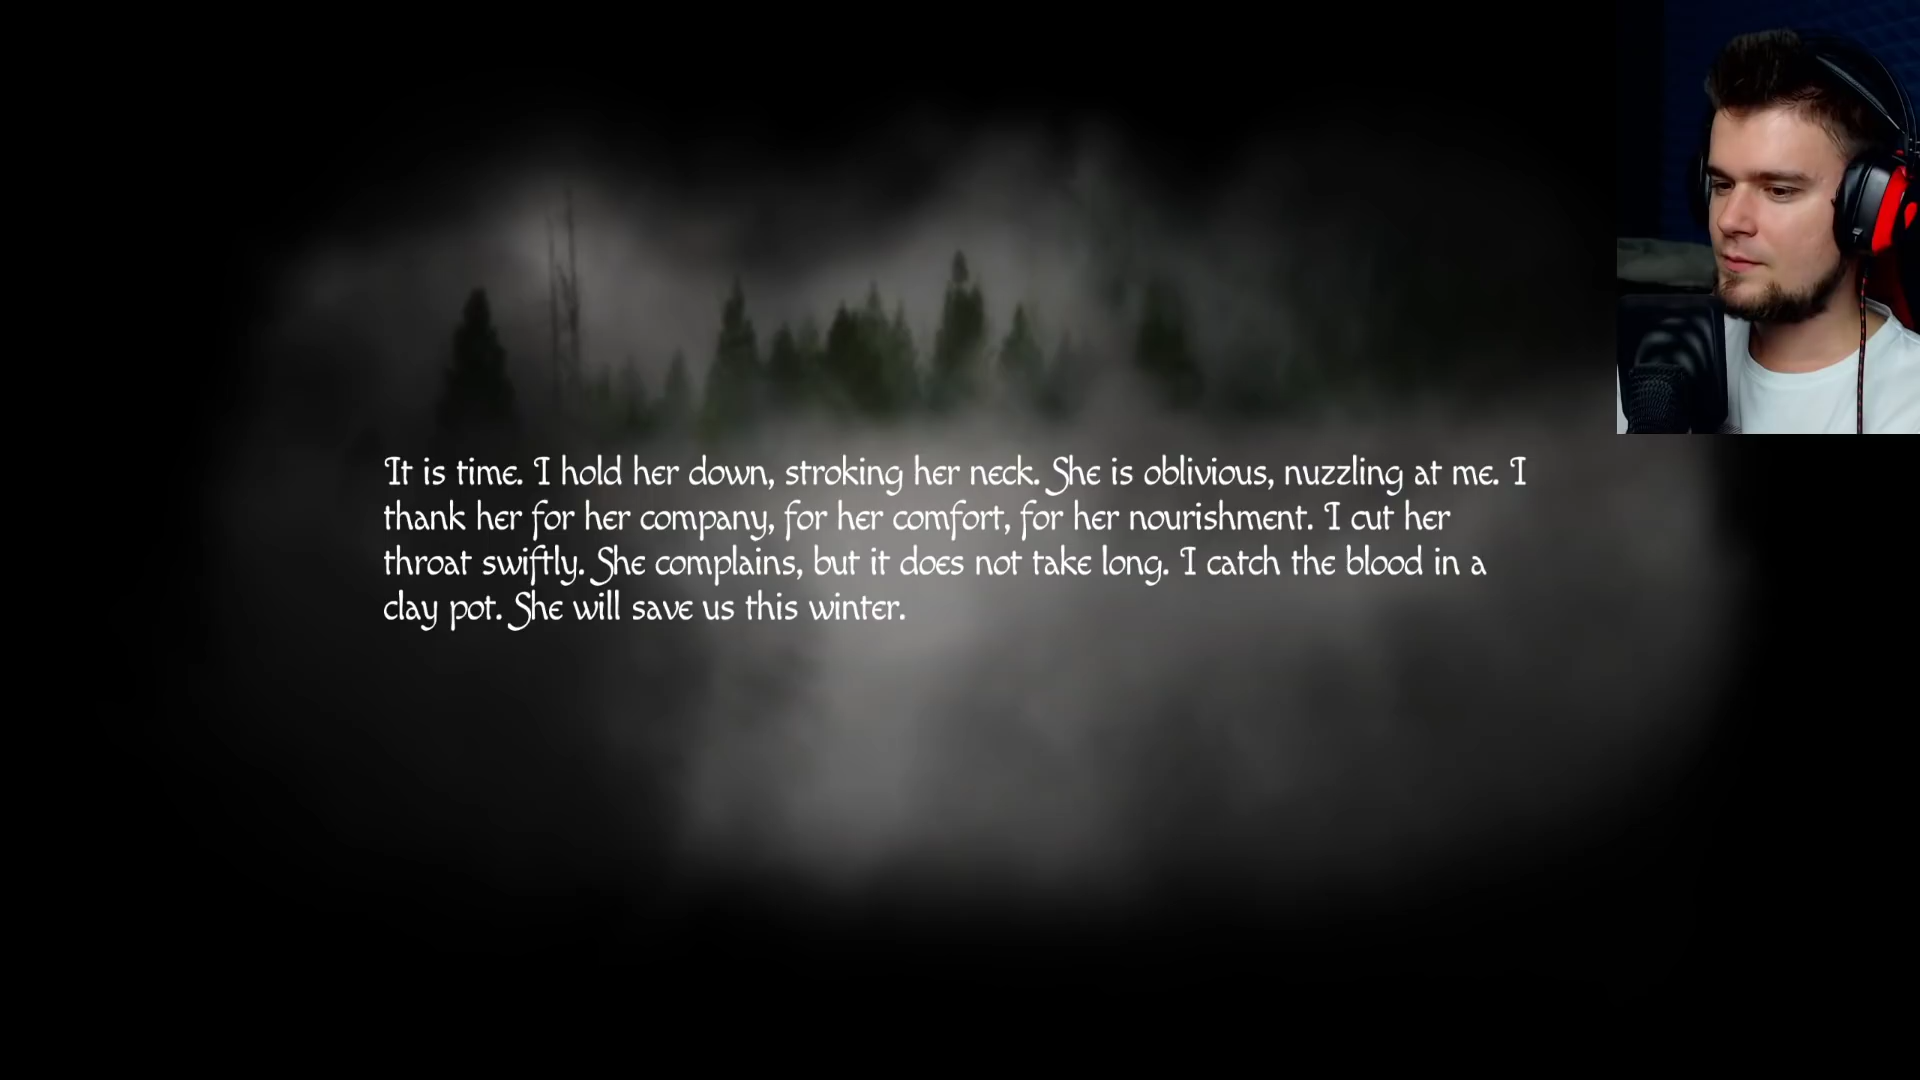 It is time. I hold her down, stroking her neck. She is oblivious, nuzzling at me. I
thank her for her company, for her comfort, for her nourishment. I cut her
throat swiftly. She complains, but it does not take long. I catch the blood in a
clay pot. She will save us this winter.